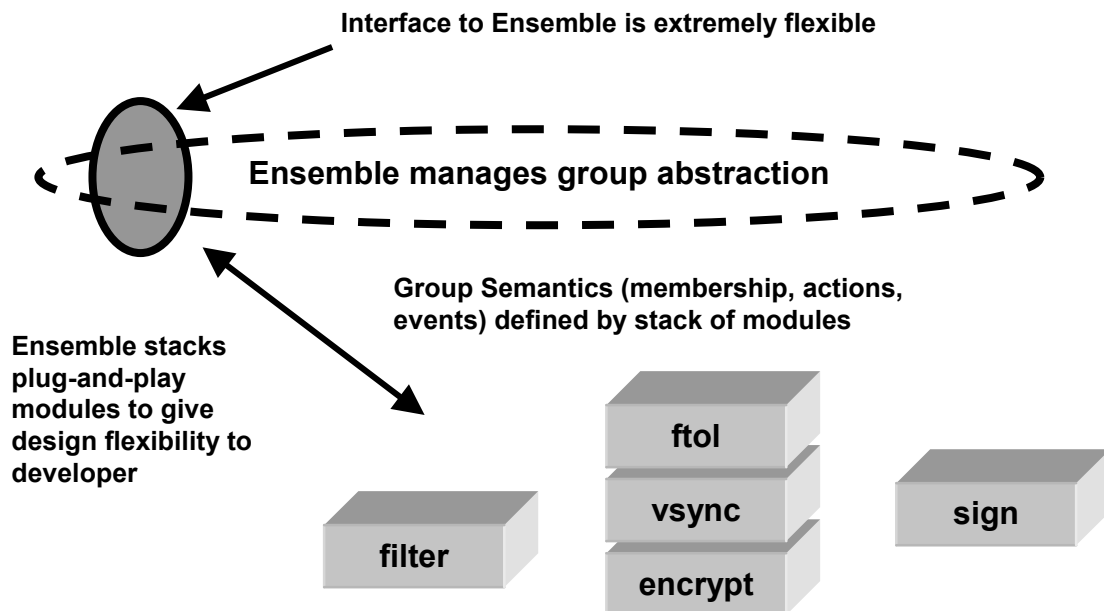 Interface to Ensemble is extremely flexible
Ensemble manages group abstraction
Group Semantics (membership, actions,
events) defined by stack of modules
Ensemble stacks
plug-and-play
modules to give
design flexibility to
developer
ftol
vsync
encrypt
filter
sign